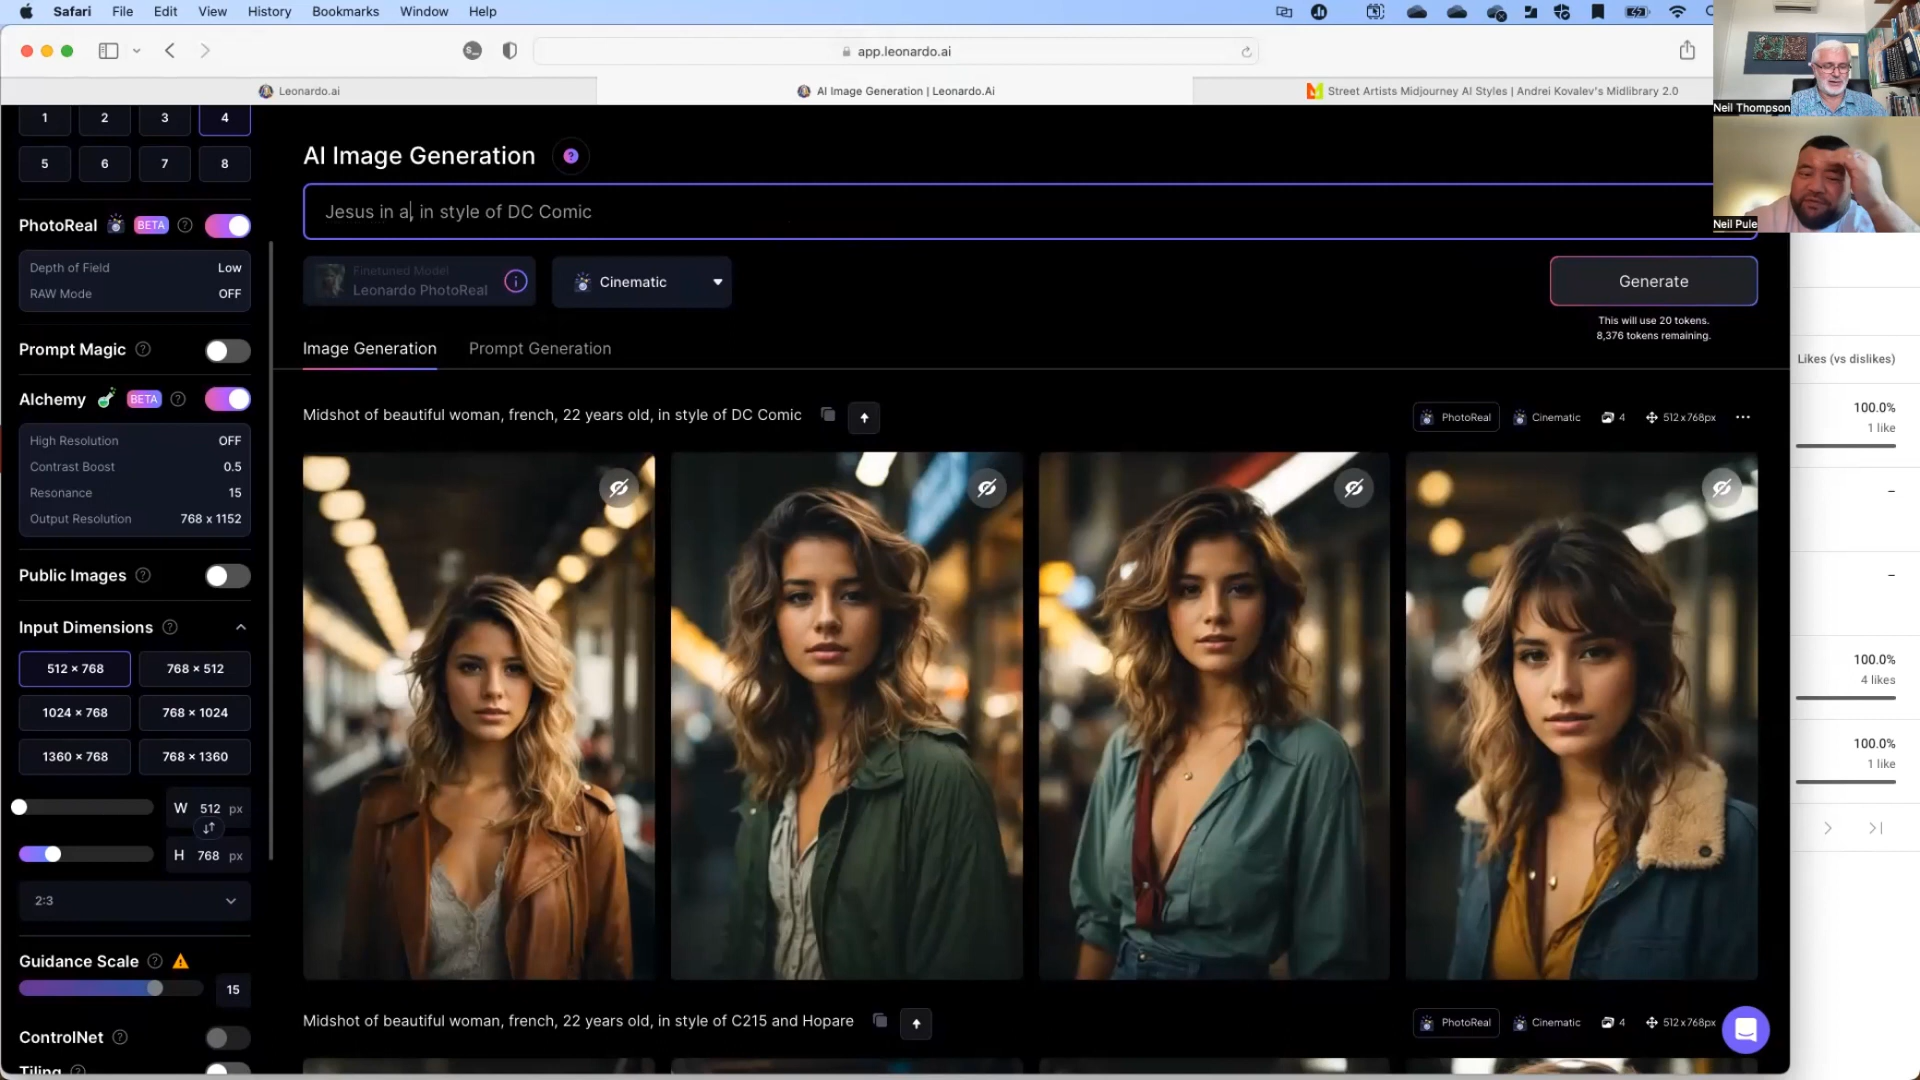 Safari File Edit View History Bookmarks Window Help
app.leonardo.ai
Leonardo.ai
AI Image Generation | Leonardo.Ai
Street Artists Midjourney AI Styles | Andrei Kovalev's Midlibrary 2.0
Neil Thompson
Neil Pule
1 2 3 4
5 6 7 8
PhotoReal BETA
Depth of Field Low
RAW Mode OFF
Prompt Magic
Alchemy BETA
High Resolution OFF
Contrast Boost 0.5
Resonance 15
Output Resolution 768 x 1152
Public Images
Input Dimensions
512 × 768 768 × 512
1024 × 768 768 × 1024
1360 × 768 768 × 1360
W 512 px
H 768 px
2:3
Guidance Scale
15
ControlNet
Tiling
AI Image Generation
Jesus in a, in style of DC Comic
Finetuned Model
Leonardo PhotoReal
Cinematic
Generate
This will use 20 tokens.
8,376 tokens remaining.
Image Generation Prompt Generation
Midshot of beautiful woman, french, 22 years old, in style of DC Comic
PhotoReal Cinematic 4 512x768px
Midshot of beautiful woman, french, 22 years old, in style of C215 and Hopare
PhotoReal Cinematic 4 512x768px
Likes (vs dislikes)
100.0%
1 like
–
–
100.0%
4 likes
100.0%
1 like